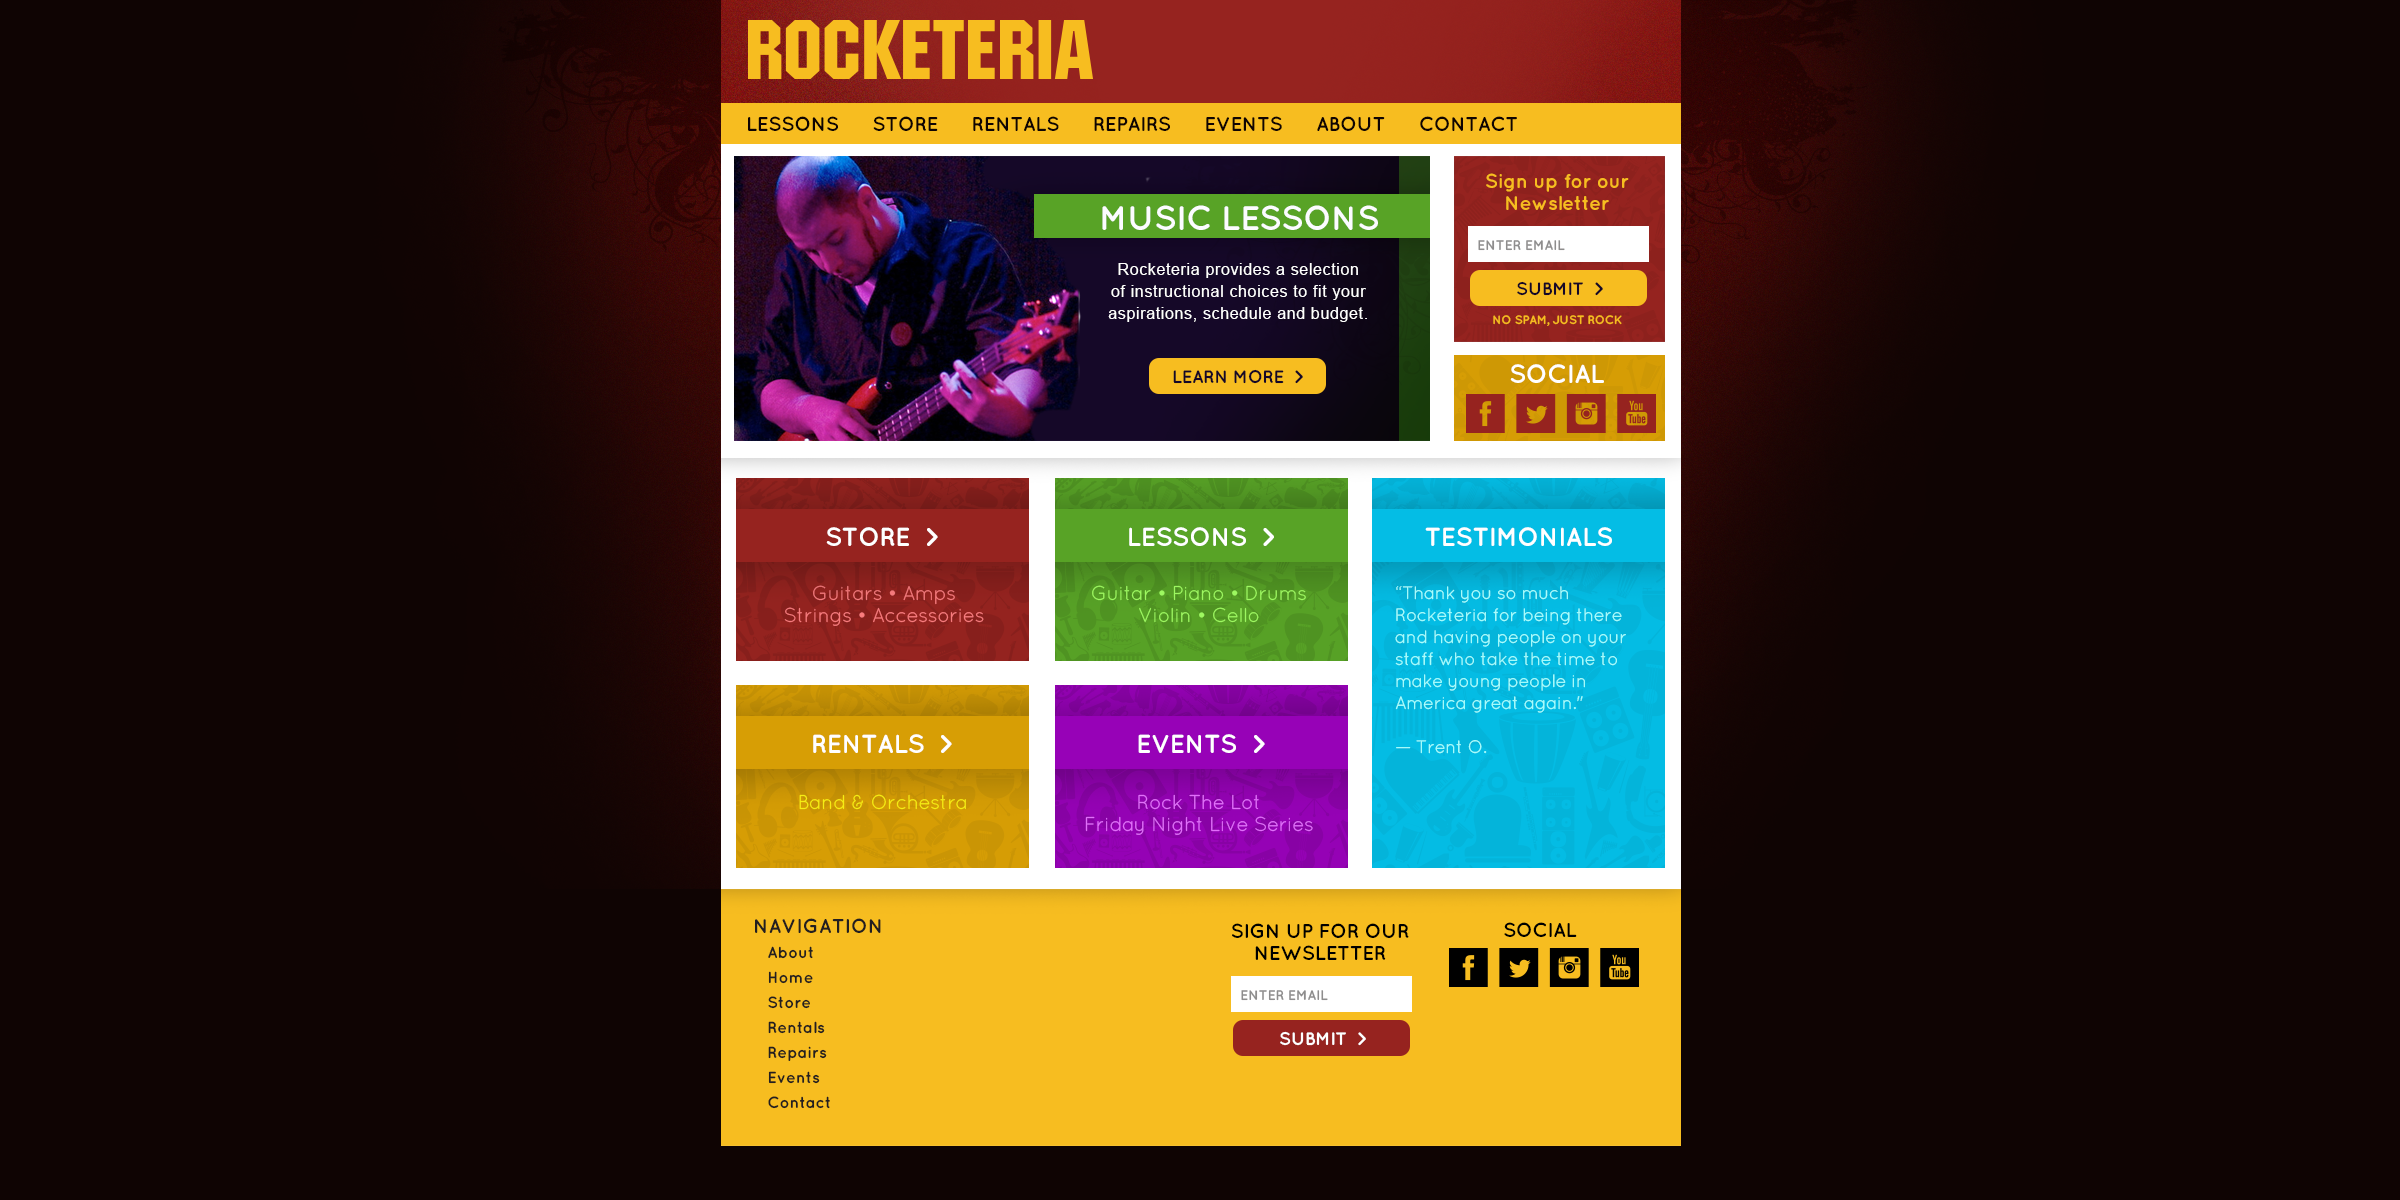 ROCKETERIA
LESSONS STORE RENTALS REPAIRS EVENTS ABOUT CONTACT
MUSIC LESSONS
Rocketeria provides a selection
of instructional choices to fit your
aspirations, schedule and budget.
LEARN MORE >
Sign up for our
Newsletter
ENTER EMAIL
SUBMIT >
NO SPAM, JUST ROCK
SOCIAL
You
Tube
STORE >
Guitars • Amps
Strings • Accessories
LESSONS >
Guitar • Piano • Drums
Violin • Cello
TESTIMONIALS
“Thank you so much
Rocketeria for being there
and having people on your
staff who take the time to
make young people in
America great again.”
— Trent O.
RENTALS >
Band & Orchestra
EVENTS >
Rock The Lot
Friday Night Live Series
NAVIGATION
About
Home
Store
Rentals
Repairs
Events
Contact
SIGN UP FOR OUR
NEWSLETTER
ENTER EMAIL
SUBMIT >
SOCIAL
You
Tube